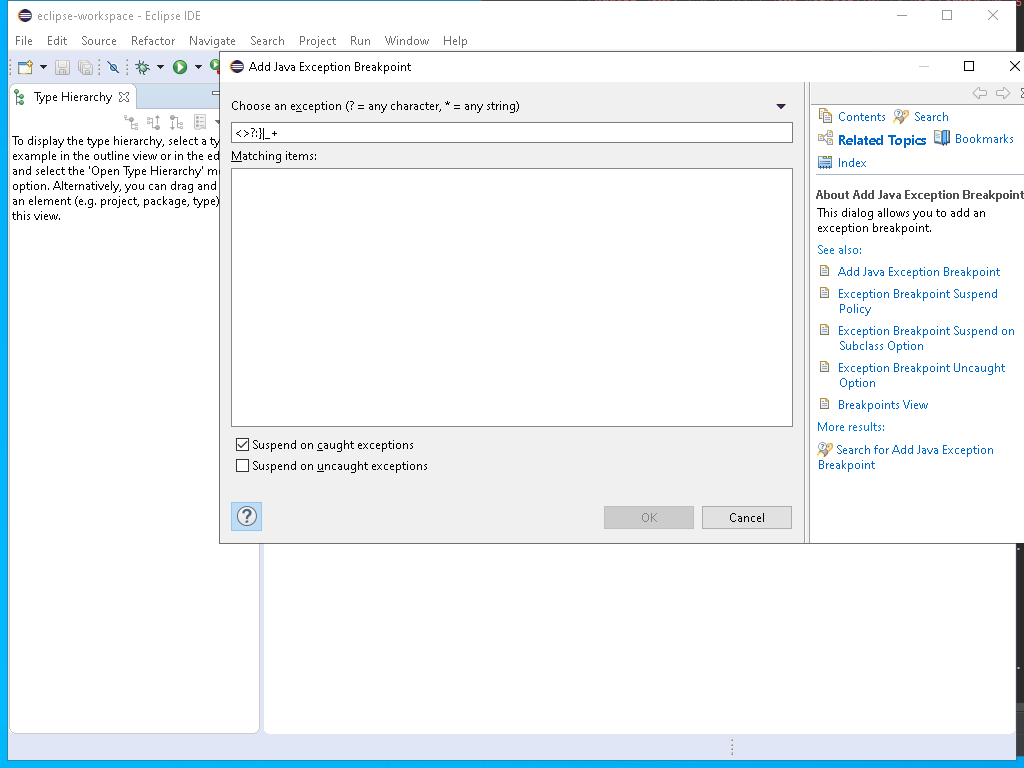 eclipse-workspace - Eclipse IDE
File Edit Source Refactor Navigate Search Project Run Window Help
Add Java Exception Breakpoint
Type Hierarchy
To display the type hierarchy, select a ty
example in the outline view or in the ed
and select the 'Open Type Hierarchy' m
option. Alternatively, you can drag and
an element (e.g. project, package, type)
this view.
Choose an exception (? = any character, * = any string)
<>?:}|_+
Matching items:
Suspend on caught exceptions
Suspend on uncaught exceptions
OK Cancel
Contents Search
Related Topics Bookmarks
Index
About Add Java Exception Breakpoint
This dialog allows you to add an
exception breakpoint.
See also:
Add Java Exception Breakpoint
Exception Breakpoint Suspend
Policy
Exception Breakpoint Suspend on
Subclass Option
Exception Breakpoint Uncaught
Option
Breakpoints View
More results:
Search for Add Java Exception
Breakpoint